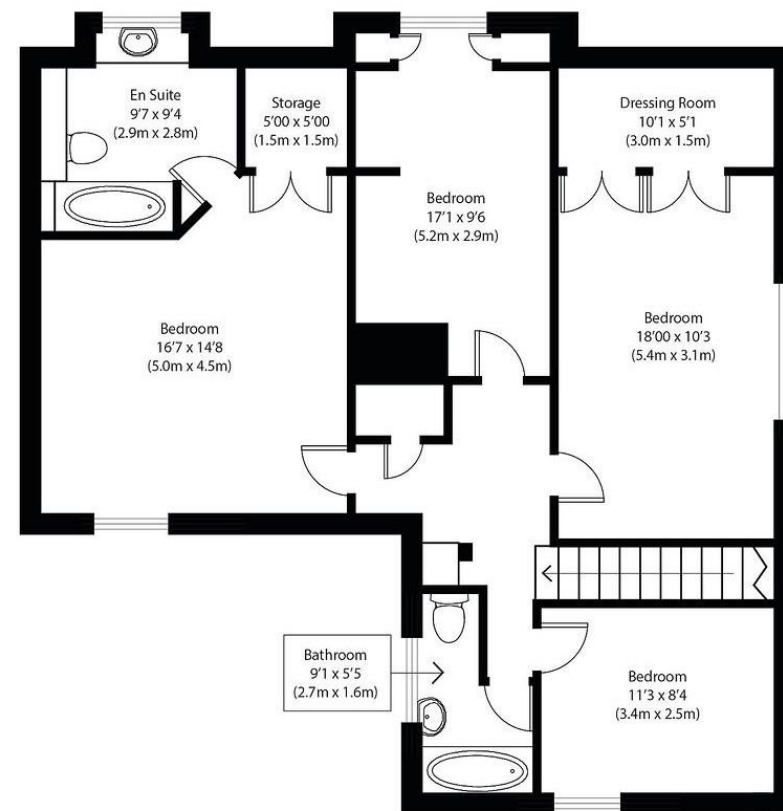 En Suite
9'7 x 9'4
(2.9m x 2.8m)
Storage
5'00 x 5'00
(1.5m x 1.5m)
Dressing Room
10'1 x 5'1
(3.0m x 1.5m)
Bedroom
17'1 x 9'6
(5.2m x 2.9m)
Bedroom
16'7 x 14'8
(5.0m x 4.5m)
Bedroom
18'00 x 10'3
(5.4m x 3.1m)
Bathroom
9'1 x 5'5
(2.7m x 1.6m)
Bedroom
11'3 x 8'4
(3.4m x 2.5m)